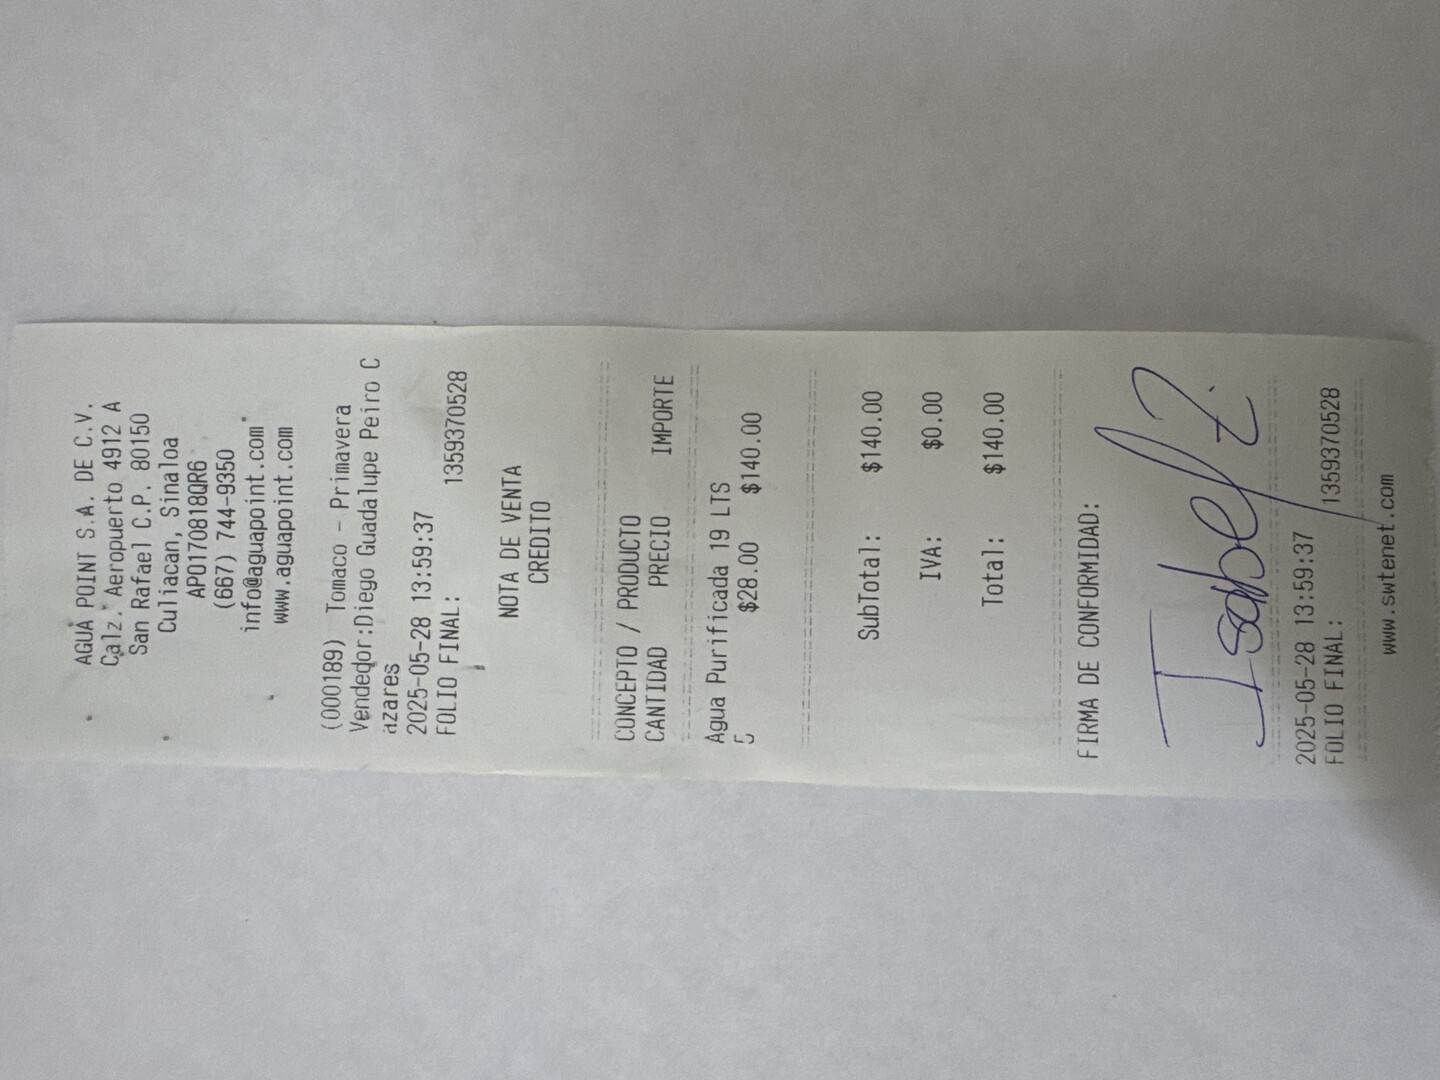 AGUA POINT S.A. DE C.V.
Calz. Aeropuerto 4912 A
San Rafael C.P. 80150
Culiacan, Sinaloa
APO170818QR6
(667) 744-9350
info@aguapoint.com
www.aguapoint.com
(000189) Tomaco - Primavera
Vendedor:Diego Guadalupe Peiro C
azares
2025-05-28 13:59:37
FOLIO FINAL: 1359370528
NOTA DE VENTA
CREDITO
CONCEPTO / PRODUCTO
CANTIDAD PRECIO IMPORTE
Agua Purificada 19 LTS
5 $28.00 $140.00
SubTotal: $140.00
IVA: $0.00
Total: $140.00
FIRMA DE CONFORMIDAD:
Isabel Z.
2025-05-28 13:59:37
FOLIO FINAL: 1359370528
www.swtenet.com